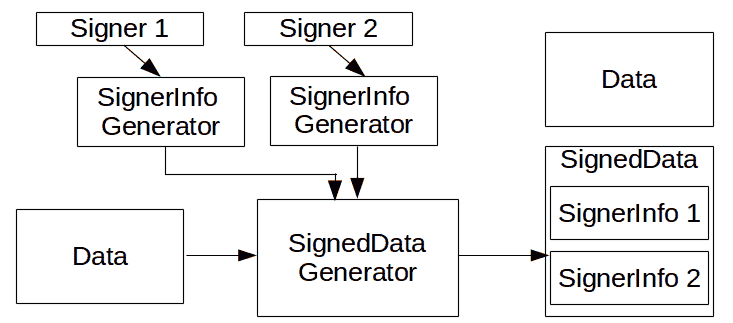 Signer 1
Signer 2
SignerInfo
Generator
SignerInfo
Generator
Data
SignedData
Generator
Data
SignedData
SignerInfo 1
SignerInfo 2